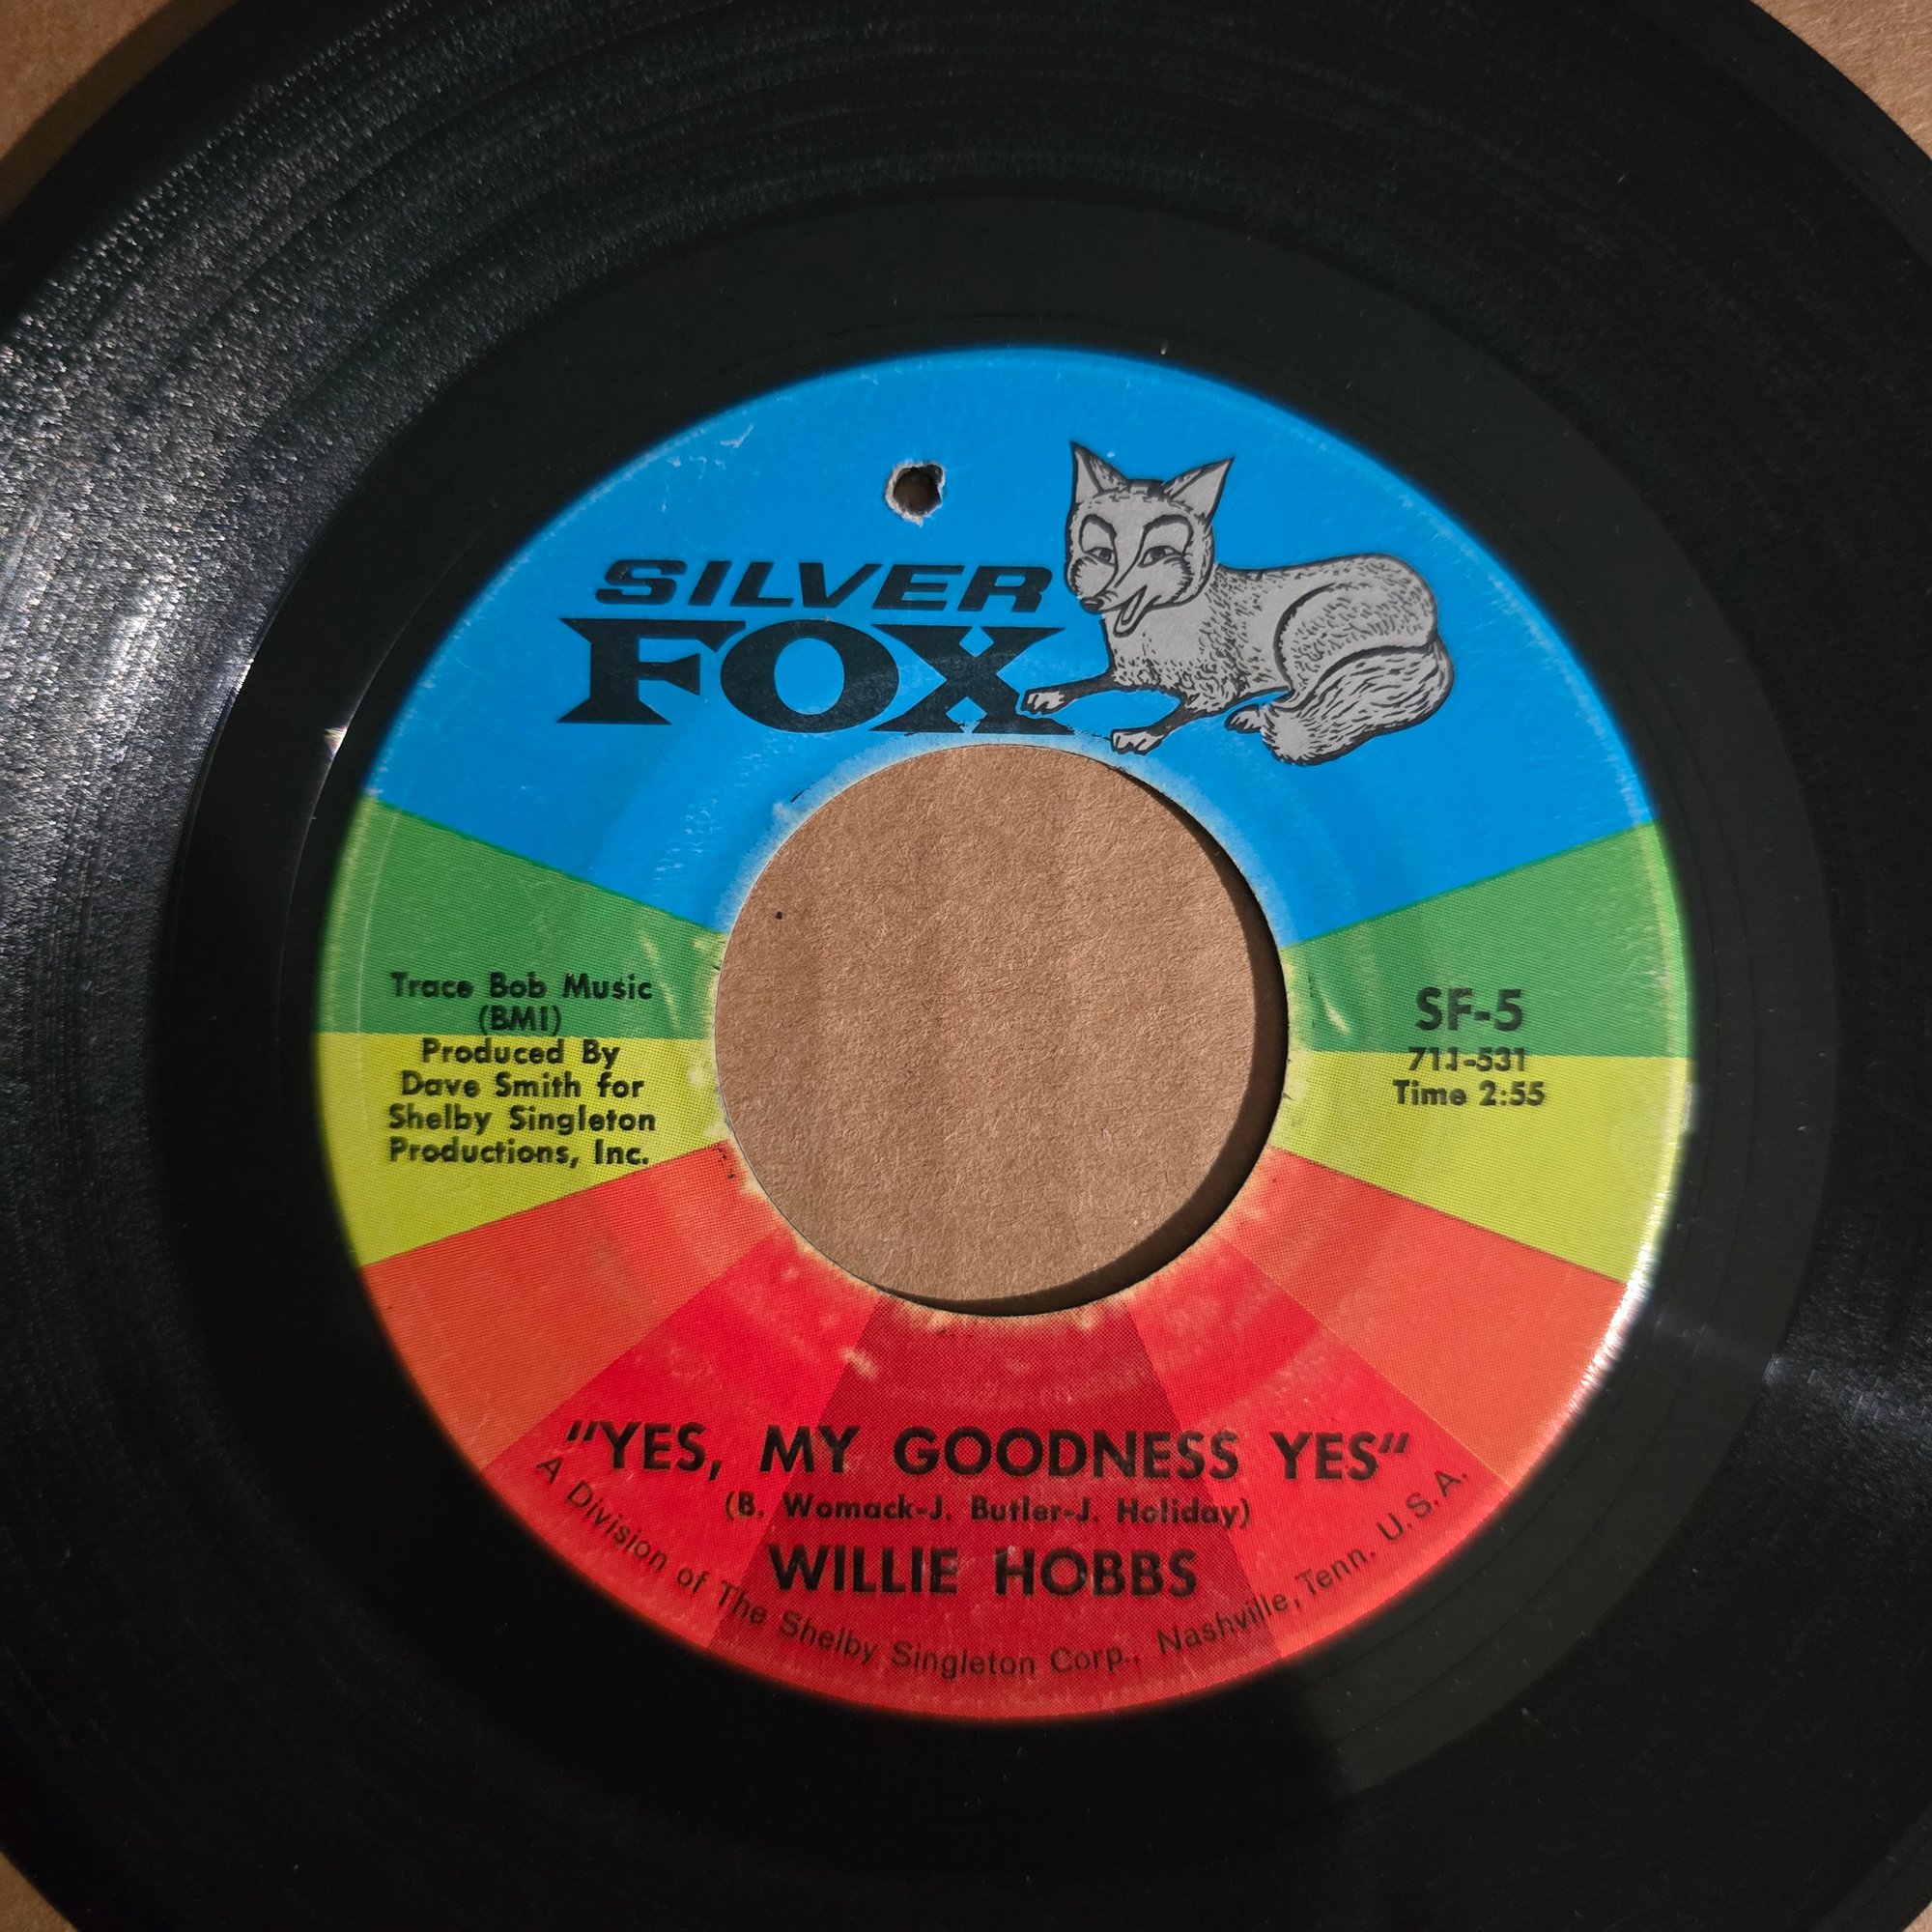 SILVER
FOX
Trace Bob Music
(BMI)
Produced By
Dave Smith for
Shelby Singleton
Productions, Inc.
SF-5
711-531
Time 2:55
"YES, MY GOODNESS YES"
(B. Womack-J. Butler-J. Holiday)
WILLIE HOBBS
A Division of The Shelby Singleton Corp., Nashville, Tenn. U.S.A.